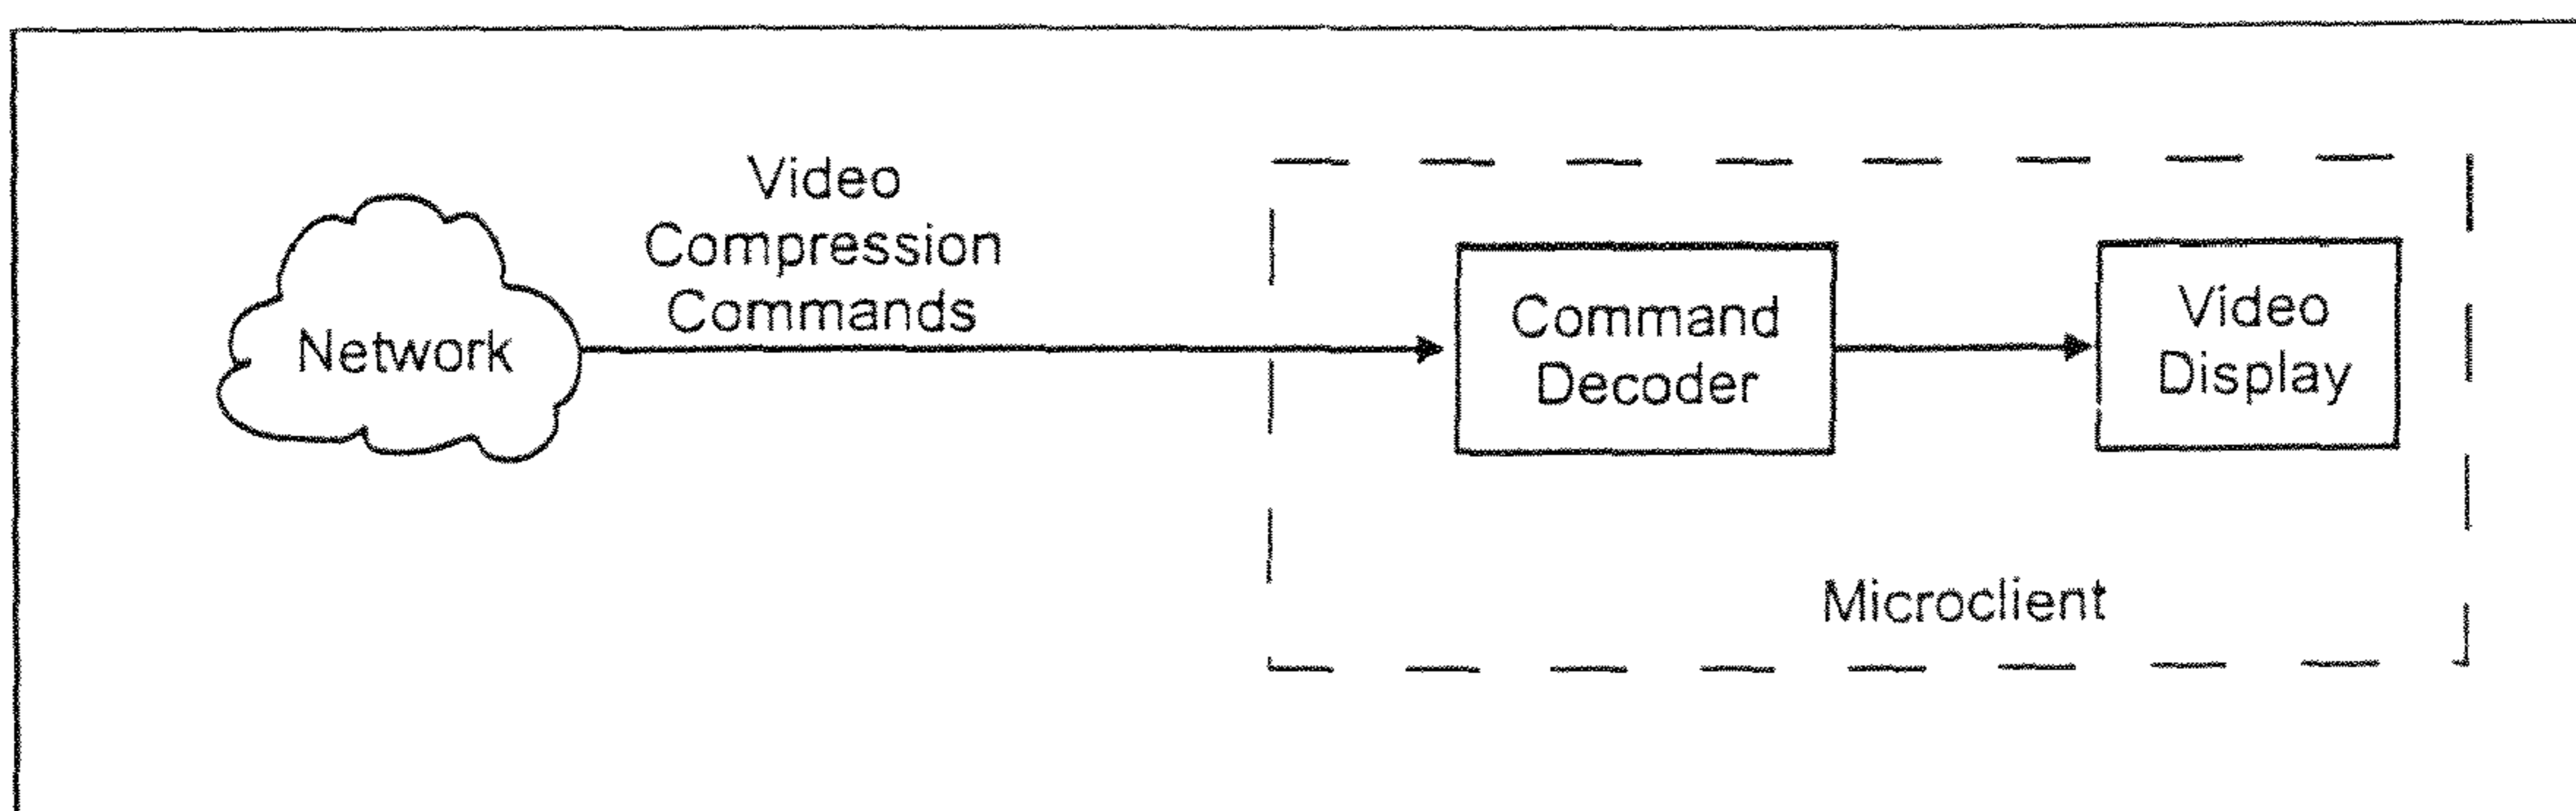 Video
Compression
Commands
Network
Command
Decoder
Video
Display
Microclient